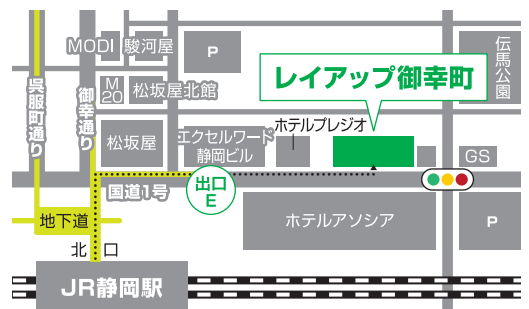 MODI
駿河屋
P
伝馬公園
呉服町通り
御幸通り
M
20
松坂屋北館
レイアップ御幸町
松坂屋
エクセルワード
静岡ビル
ホテルプレジオ
GS
国道1号
出口
E
地下道
ホテルアソシア
P
北口
JR静岡駅